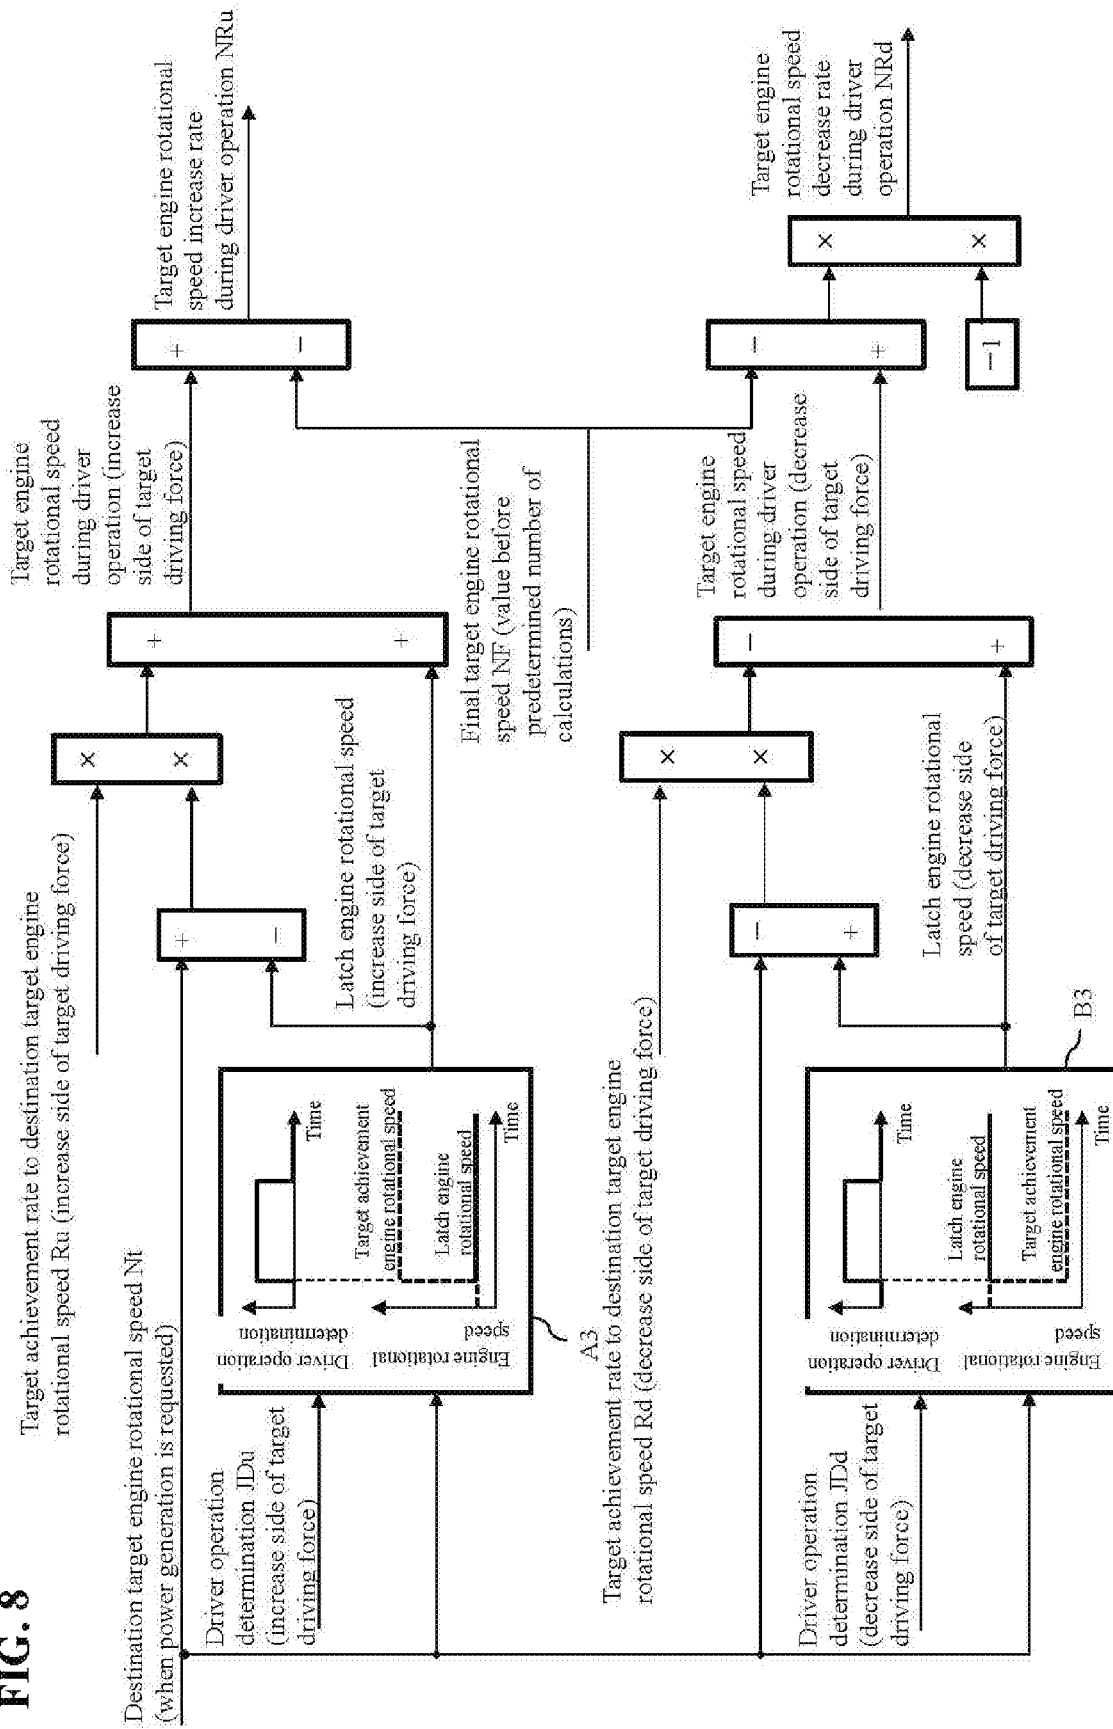 FIG. 8
Target achievement rate to destination target engine
rotational speed Ru (increase side of target driving force)
Destination target engine rotational speed Nt
(when power generation is requested)
Driver operation
determination JDu
(increase side of target
driving force)
Driver operation
determination
Engine rotational
speed
Time
Target achievement
engine rotational speed
Latch engine
rotational speed
Time
A3
+
−
×
×
Latch engine rotational speed
(increase side of target
driving force)
+
+
Target engine
rotational speed
during driver
operation (increase
side of target
driving force)
+
−
Target engine rotational
speed increase rate
during driver operation NRu
Final target engine rotational
speed NF (value before
predetermined number of
calculations)
Target achievement rate to destination target engine
rotational speed Rd (decrease side of target driving force)
Driver operation
determination JDd
(decrease side of target
driving force)
Driver operation
determination
Engine rotational
speed
Time
Latch engine
rotational speed
Target achievement
engine rotational speed
Time
B3
−
+
×
×
Latch engine rotational
speed (decrease side
of target driving force)
−
+
Target engine
rotational speed
during driver
operation (decrease
side of target
driving force)
−
+
−1
×
×
Target engine
rotational speed
decrease rate
during driver
operation NRd